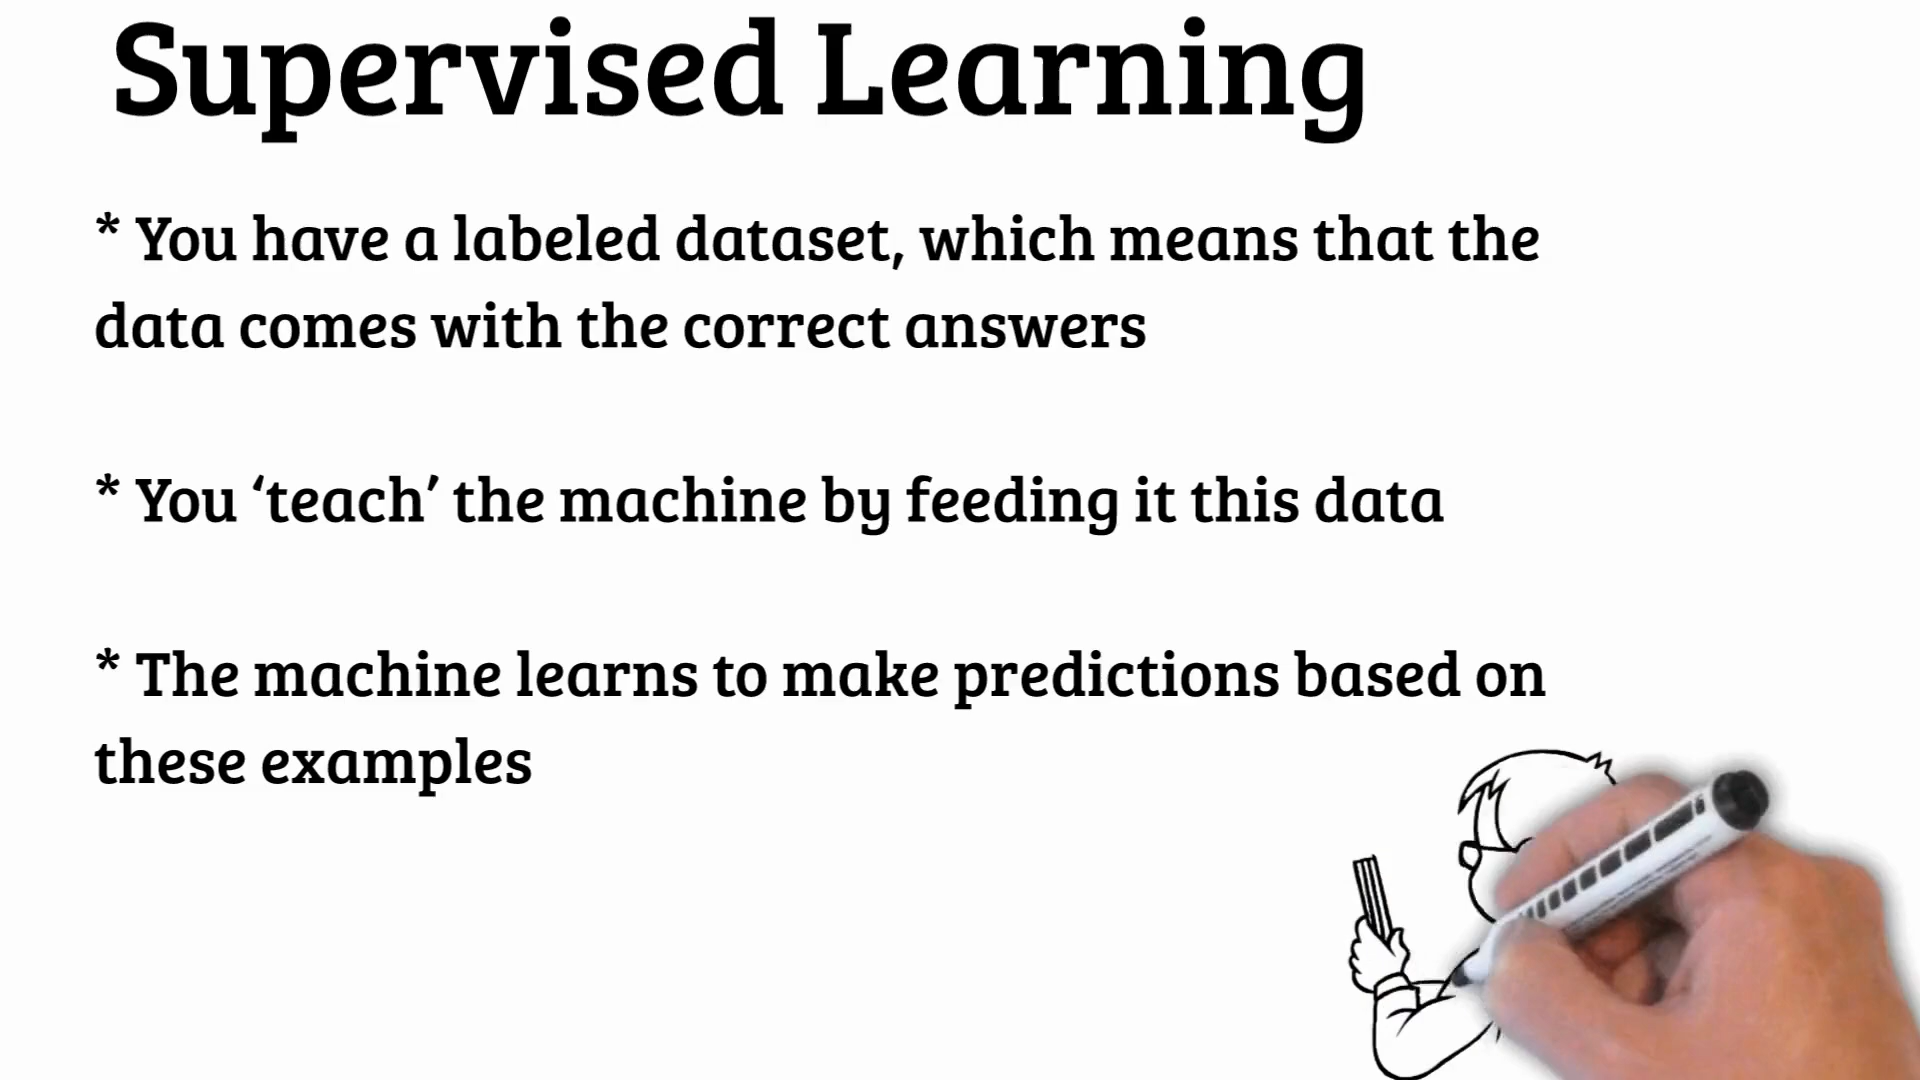 Supervised Learning
* You have a labeled dataset, which means that the
data comes with the correct answers
* You ‘teach’ the machine by feeding it this data
* The machine learns to make predictions based on
these examples